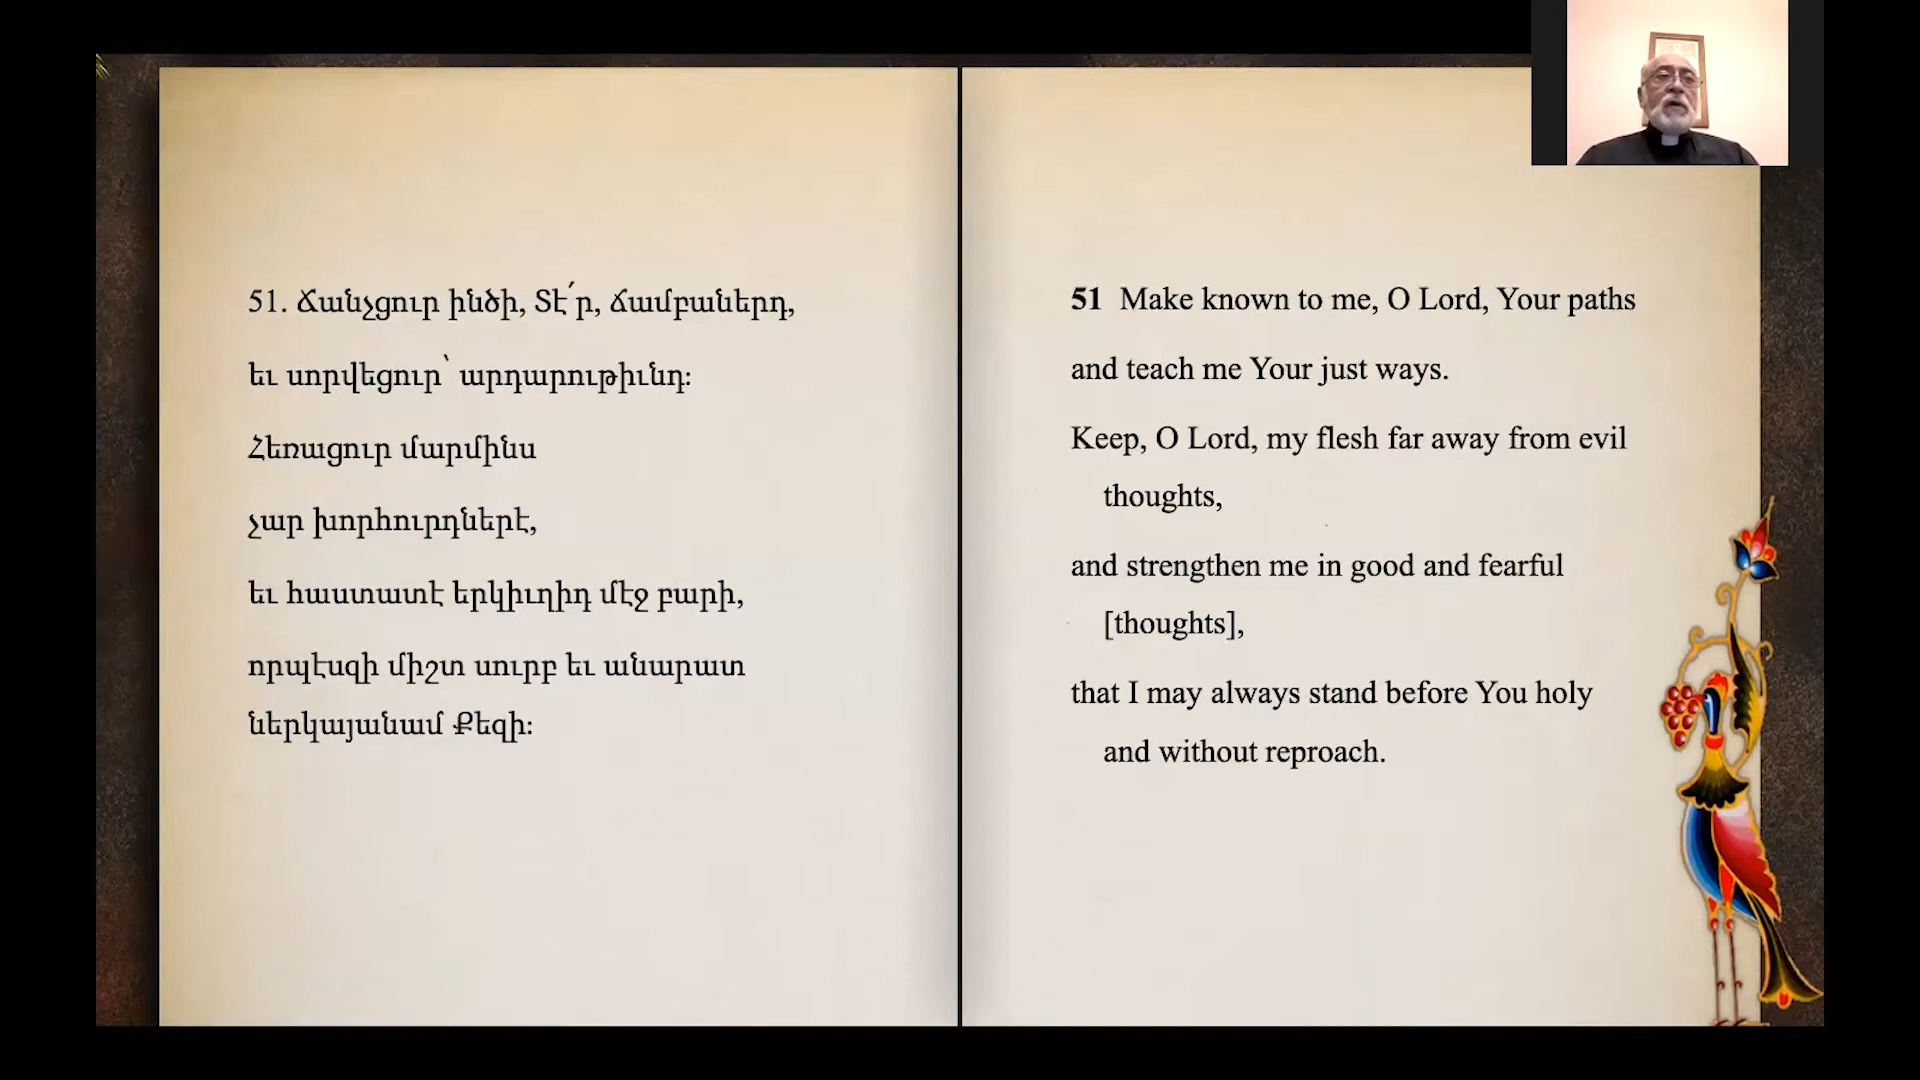 51. Ճանչցուր ինծի, Տէ՛ր, ճամբաներդ,
եւ սորվեցուր՝ արդարութիւնդ։
Հեռացուր մարմինս
չար խորհուրդներէ,
եւ հաստատէ երկիւղիդ մէջ բարի,
որպէսզի միշտ սուրբ եւ անարատ
ներկայանամ Քեզի։
51 Make known to me, O Lord, Your paths
and teach me Your just ways.
Keep, O Lord, my flesh far away from evil
thoughts,
and strengthen me in good and fearful
[thoughts],
that I may always stand before You holy
and without reproach.